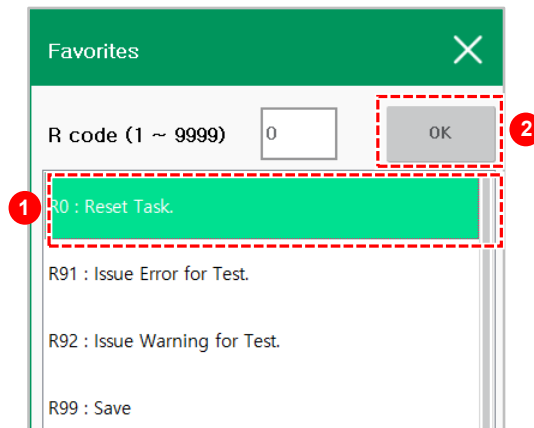 Favorites
R code (1 ~ 9999) 0 OK
2
1
R0 : Reset Task.
R91 : Issue Error for Test.
R92 : Issue Warning for Test.
R99 : Save